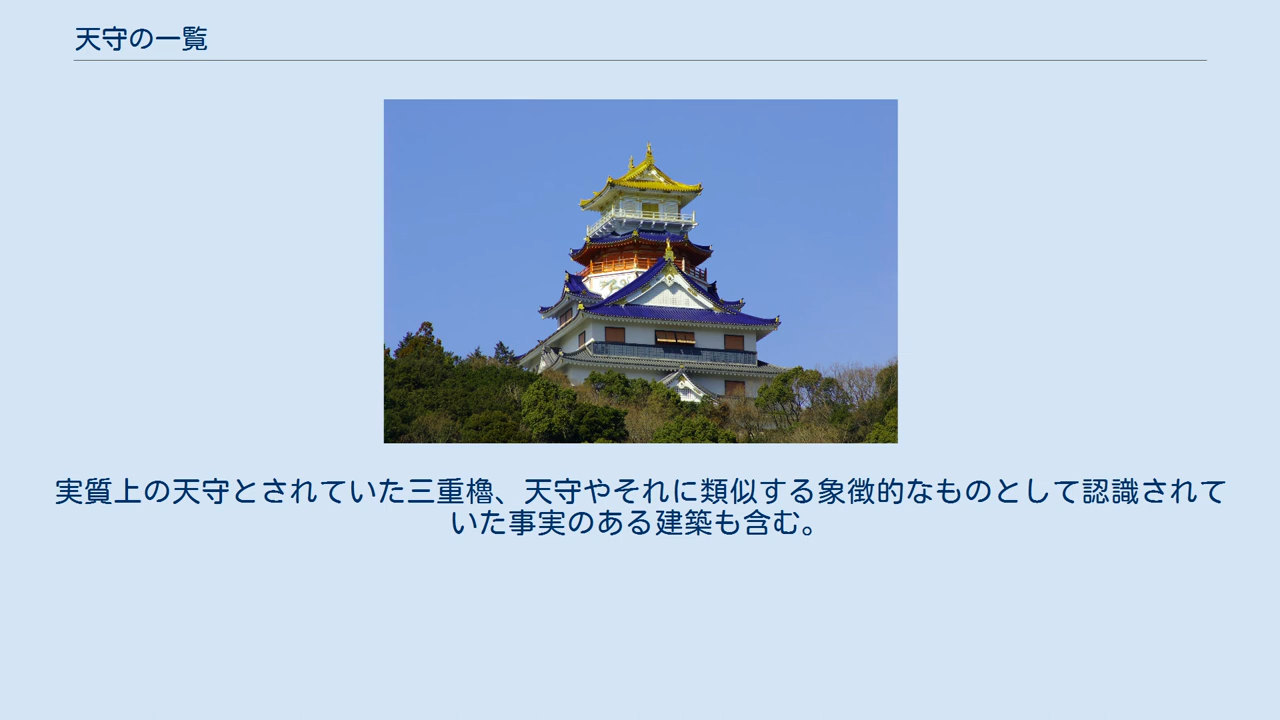 天守の一覧
実質上の天守とされていた三重櫓、天守やそれに類似する象徴的なものとして認識されて
いた事実のある建築も含む。